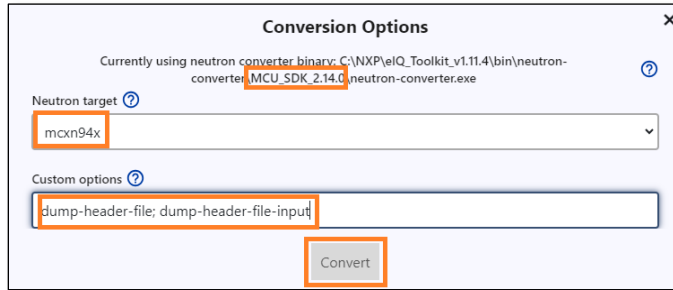 Conversion Options
Currently using neutron converter binary: C:\NXP\eIQ_Toolkit_v1.11.4\bin\neutron-
converter\MCU_SDK_2.14.0\neutron-converter.exe
Neutron target
mcxn94x
Custom options
dump-header-file; dump-header-file-input
Convert